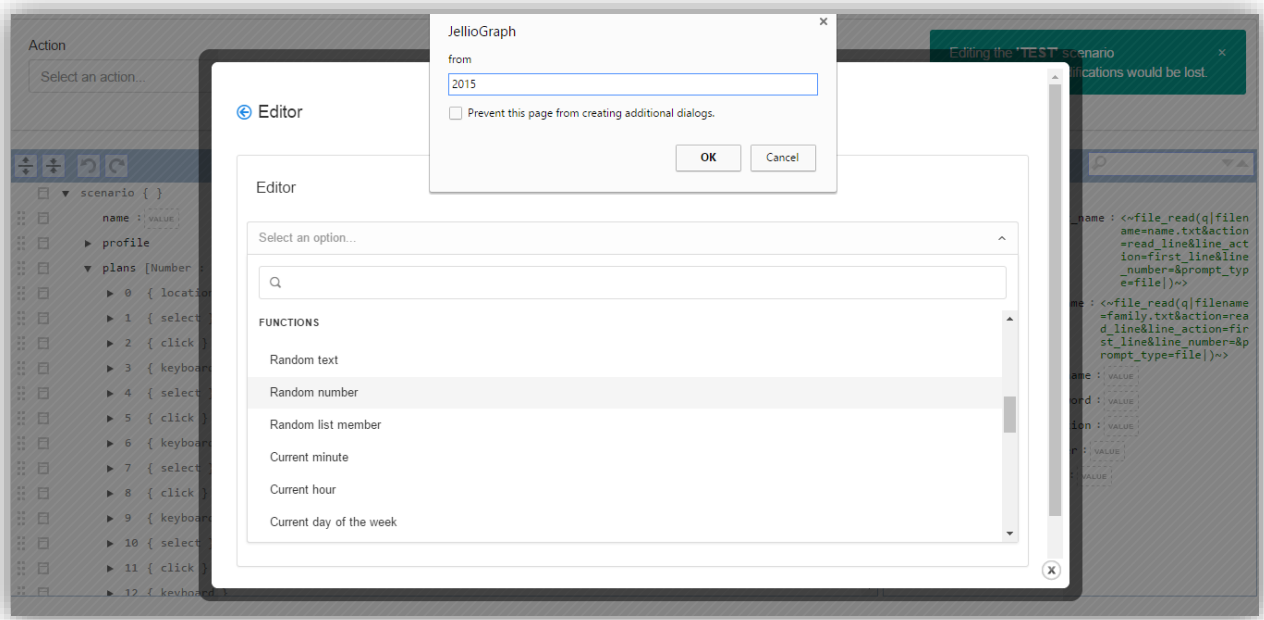 Action
Select an action...
JellioGraph
from
2015
Prevent this page from creating additional dialogs.
OK
Cancel
Editing the 'TEST' scenario
ifications would be lost.
Editor
Editor
Select an option...
FUNCTIONS
Random text
Random number
Random list member
Current minute
Current hour
Current day of the week
x
scenario { }
name : VALUE
profile
plans [Number :
0 { location
1 { select }
2 { click }
3 { keyboard
4 { select
5 { click }
6 { keyboard
7 { select
8 { click }
9 { keyboard
10 { select
11 { click }
12 { keyboard }
_name : <~file_read(q|filen
ame=name.txt&action
=read_line&line_act
ion=first_line&line
_number=&prompt_typ
e=file|)~>
me : <~file_read(q|filename
=family.txt&action=rea
d_line&line_action=fir
st_line&line_number=&p
rompt_type=file|)~>
ame : VALUE
ord : VALUE
ion : VALUE
r : VALUE
: VALUE